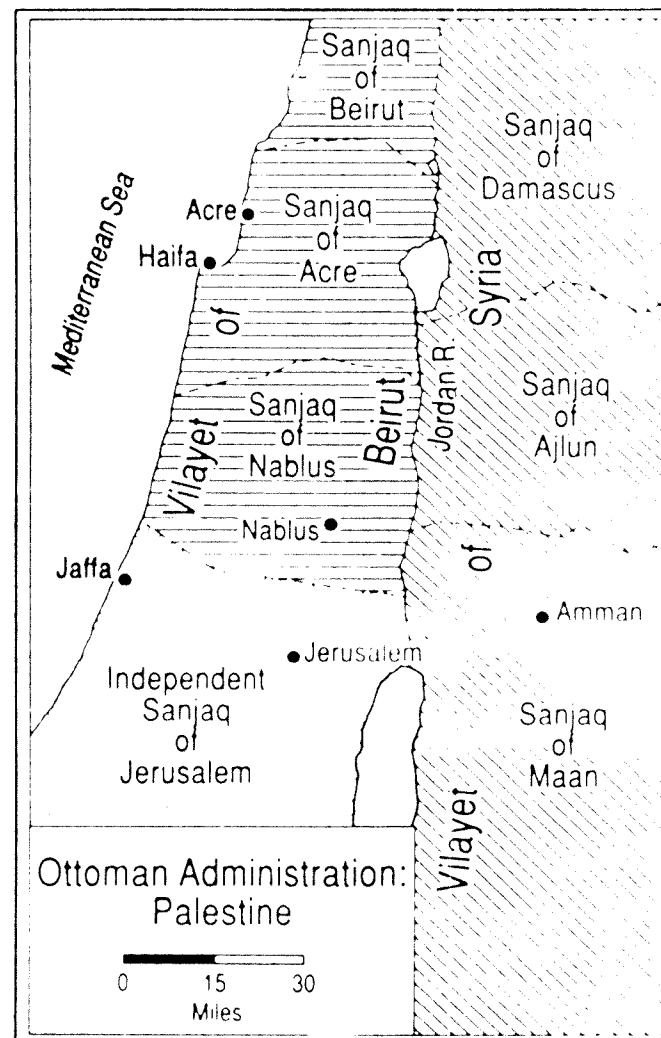 Sanjaq
of
Beirut
Sanjaq
of
Damascus
Mediterranean Sea
Acre
Sanjaq
of
Acre
Haifa
Vilayet of Beirut
Jordan R.
Vilayet of Syria
Sanjaq
of
Nablus
Sanjaq
of
Ajlun
Nablus
Jaffa
Amman
Jerusalem
Independent
Sanjaq
of
Jerusalem
Sanjaq
of
Maan
Ottoman Administration:
Palestine
0 15 30
Miles